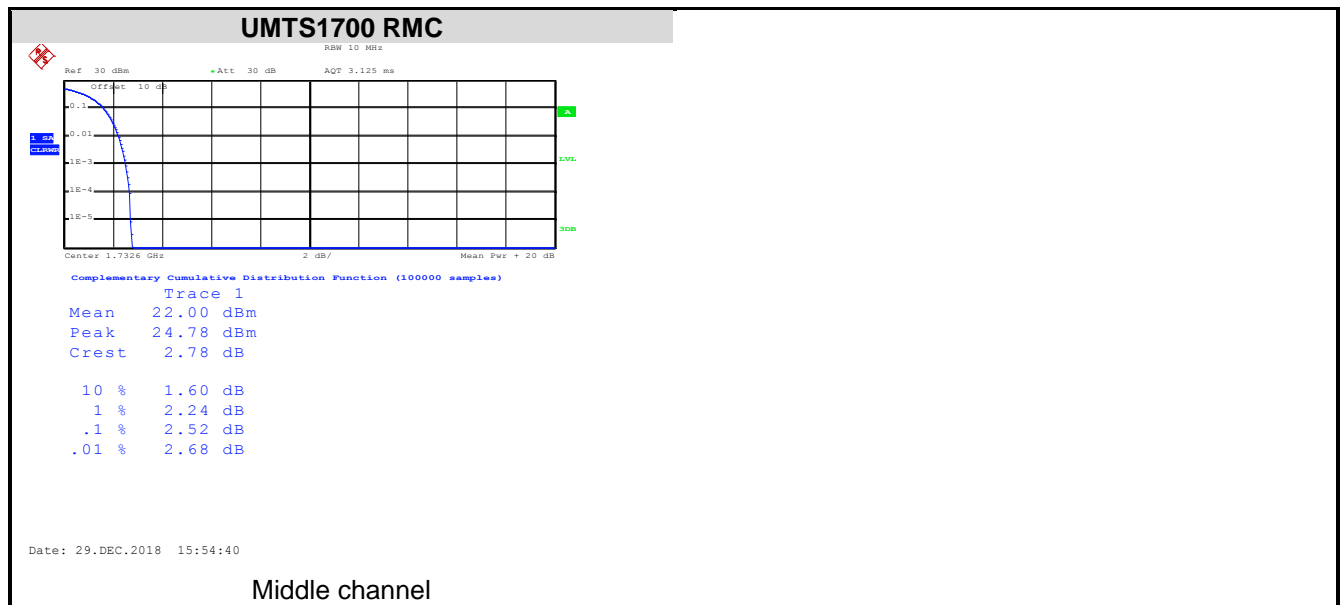 UMTS1700 RMC
RBW 10 MHz
Ref 30 dBm *Att 30 dB AQT 3.125 ms
Offset 10 dB
0.1
A
0.01
1 SA
CLRWR
1E-3
LVL
1E-4
1E-5
3DB
Center 1.7326 GHz 2 dB/ Mean Pwr + 20 dB
Complementary Cumulative Distribution Function (100000 samples)
Trace 1
Mean 22.00 dBm
Peak 24.78 dBm
Crest 2.78 dB
10 % 1.60 dB
1 % 2.24 dB
.1 % 2.52 dB
.01 % 2.68 dB
Date: 29.DEC.2018 15:54:40
Middle channel